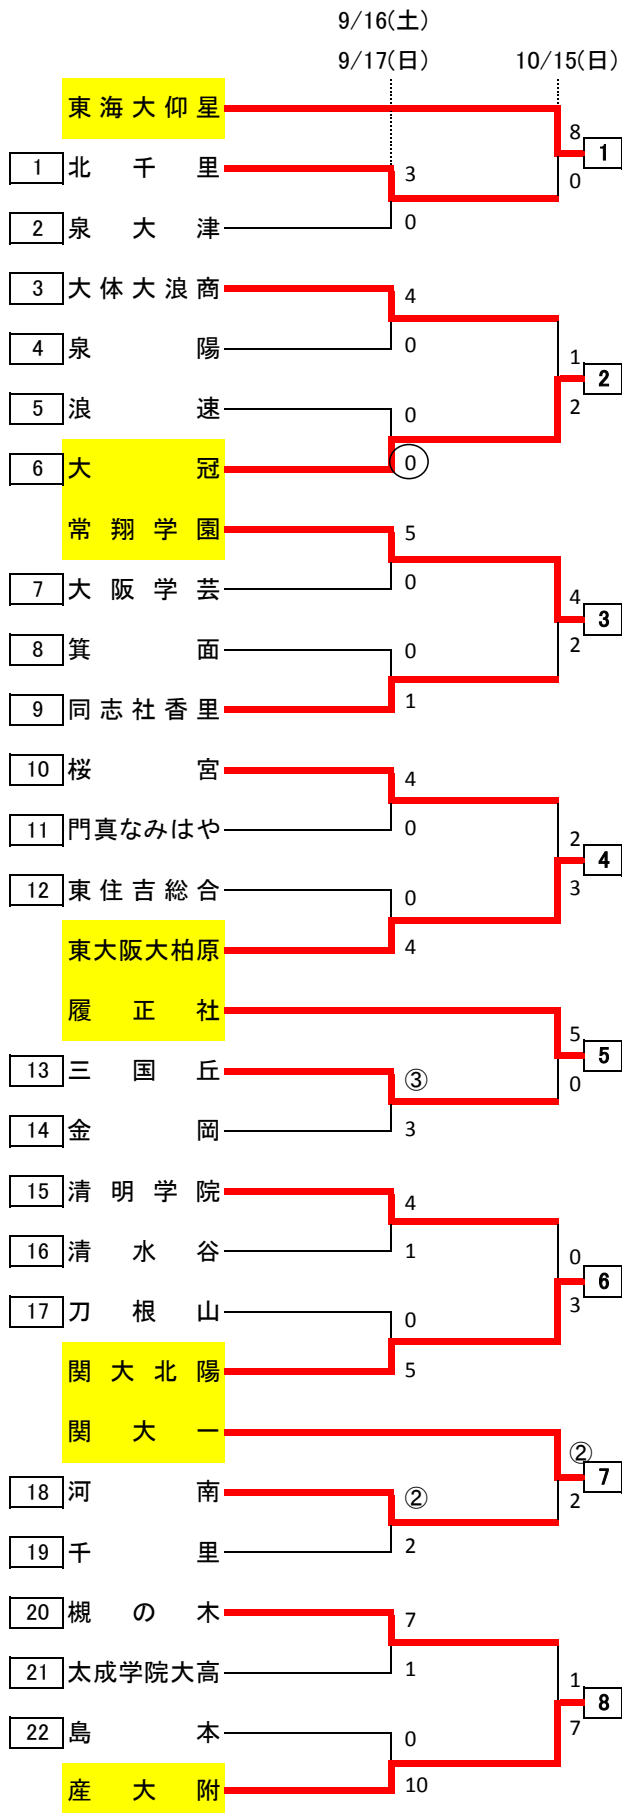 9/16(土)
9/17(日) 10/15(日)
東海大仰星
8
1
1 北千里 3 0
2 泉大津 0
3 大体大浪商 4
4 泉陽 0 1
2
5 浪速 0 2
6 大冠 0
常翔学園 5
7 大阪学芸 0 4
3
8 箕面 0 2
9 同志社香里 1
10 桜宮 4
11 門真なみはや 0 2
4
12 東住吉総合 0 3
東大阪大柏原 4
履正社 5
5
13 三国丘 ③ 0
14 金岡 3
15 清明学院 4
16 清水谷 1 0
6
17 刀根山 0 3
関大北陽 5
関大一 ②
7
18 河南 ② 2
19 千里 2
20 槻の木 7
21 太成学院大高 1 1
8
22 島本 0 7
産大附 10